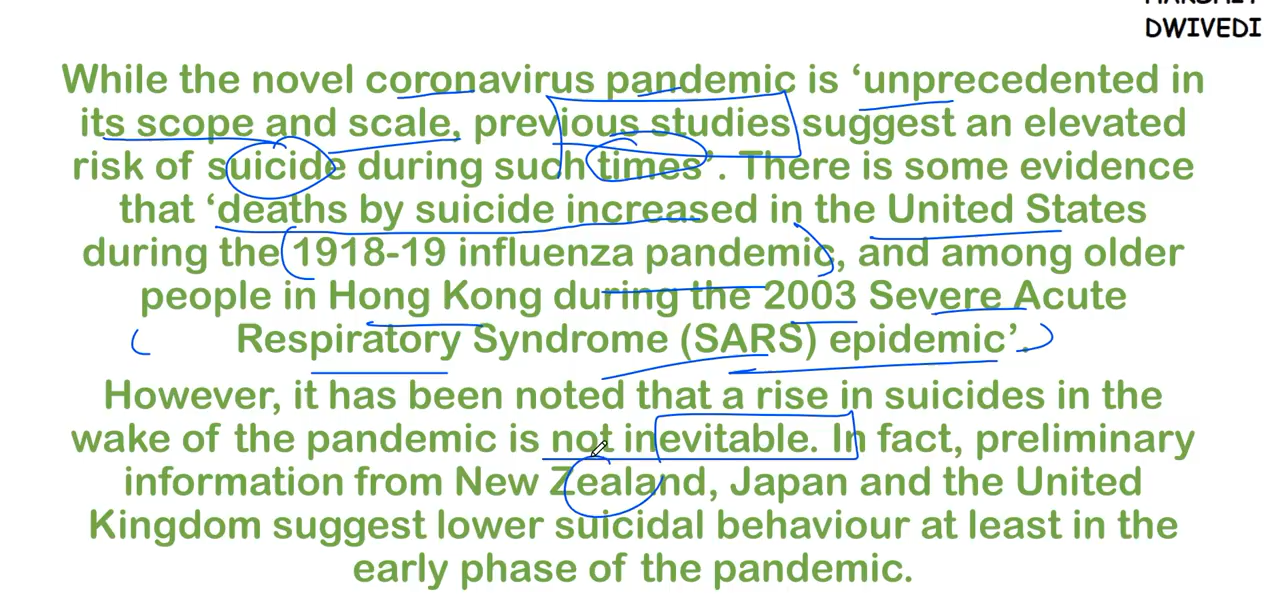 DWIVEDI
While the novel coronavirus pandemic is ‘unprecedented in
its scope and scale, previous studies suggest an elevated
risk of suicide during such times’. There is some evidence
that ‘deaths by suicide increased in the United States
during the 1918-19 influenza pandemic, and among older
people in Hong Kong during the 2003 Severe Acute
Respiratory Syndrome (SARS) epidemic’.
However, it has been noted that a rise in suicides in the
wake of the pandemic is not inevitable. In fact, preliminary
information from New Zealand, Japan and the United
Kingdom suggest lower suicidal behaviour at least in the
early phase of the pandemic.